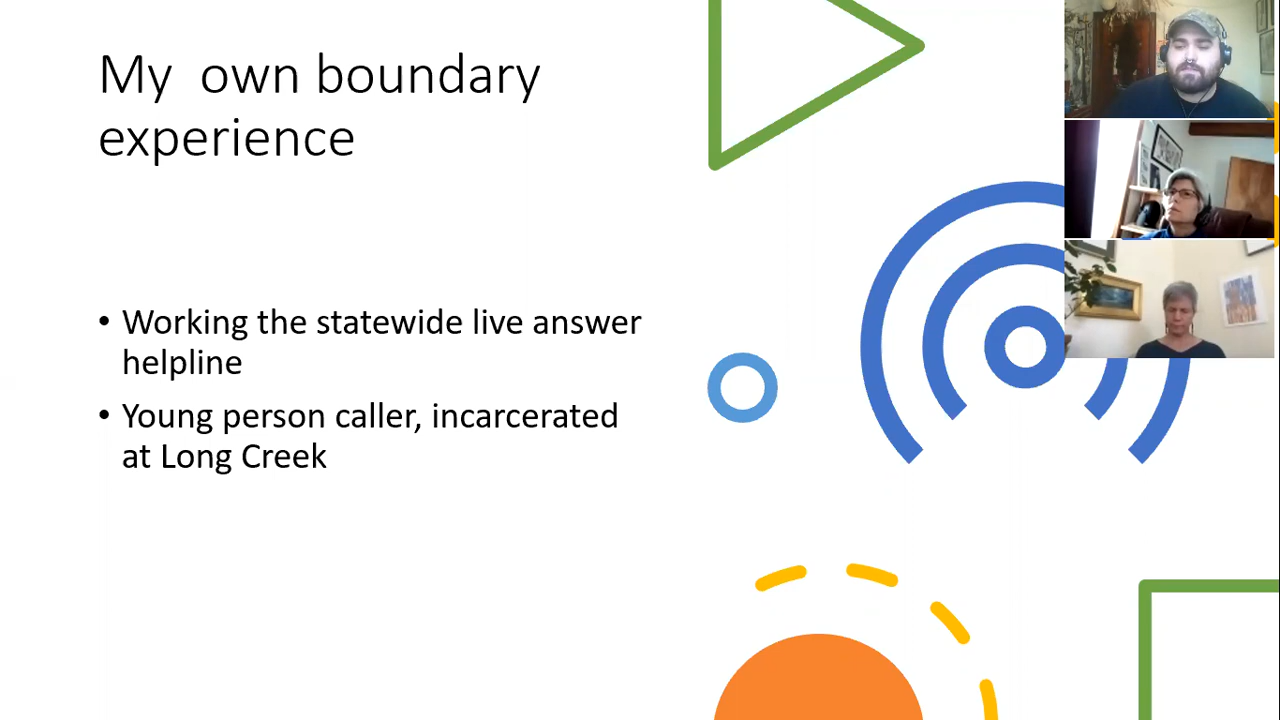 My  own boundary
experience
• Working the statewide live answer
helpline
• Young person caller, incarcerated
at Long Creek